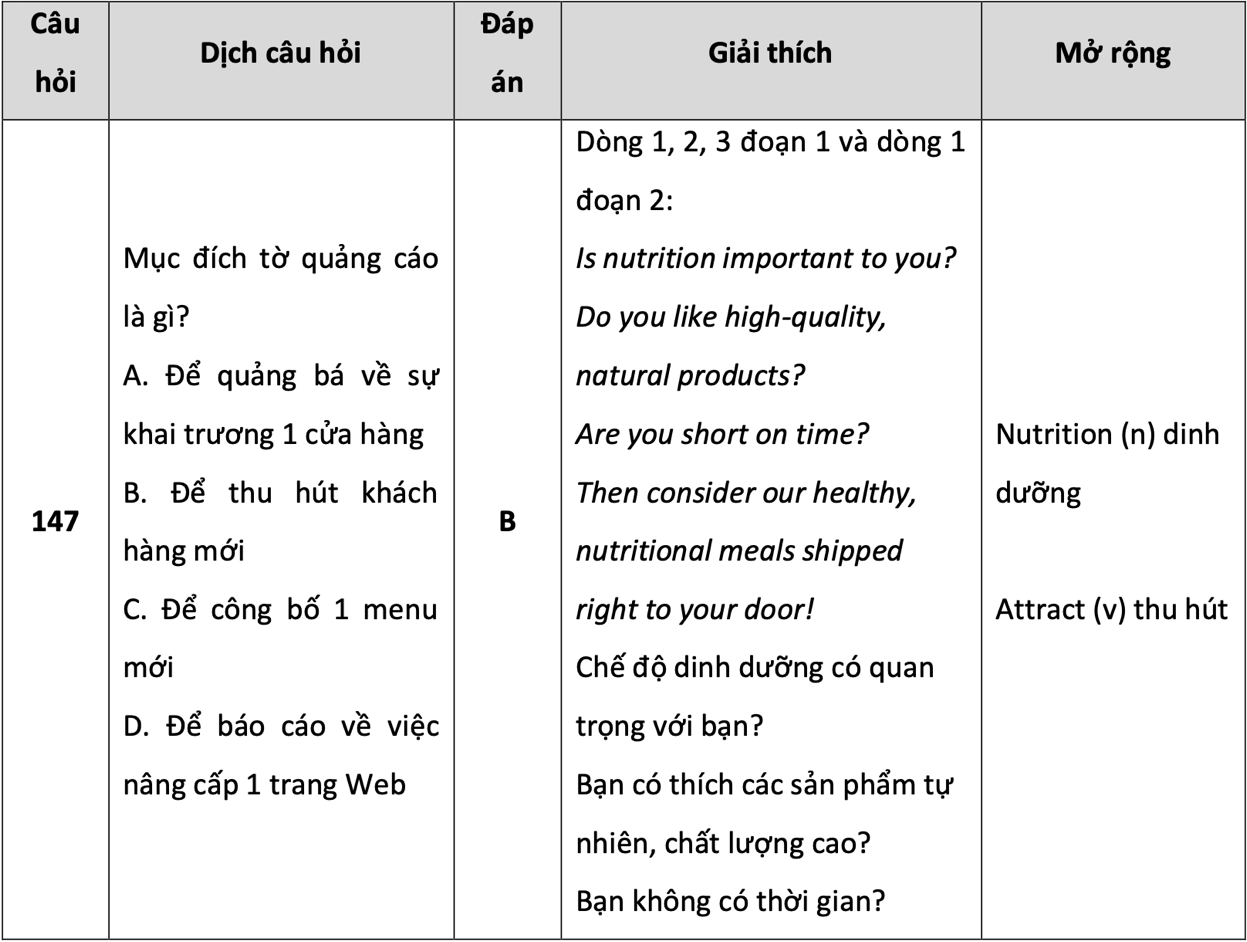 Câu
hỏi
Dịch câu hỏi
Đáp
án
Giải thích
Mở rộng
147
Mục đích tờ quảng cáo
là gì?
A. Để quảng bá về sự
khai trương 1 cửa hàng
B. Để thu hút khách
hàng mới
C. Để công bố 1 menu
mới
D. Để báo cáo về việc
nâng cấp 1 trang Web
B
Dòng 1, 2, 3 đoạn 1 và dòng 1
đoạn 2:
Is nutrition important to you?
Do you like high-quality,
natural products?
Are you short on time?
Then consider our healthy,
nutritional meals shipped
right to your door!
Chế độ dinh dưỡng có quan
trọng với bạn?
Bạn có thích các sản phẩm tự
nhiên, chất lượng cao?
Bạn không có thời gian?
Nutrition (n) dinh
dưỡng
Attract (v) thu hút